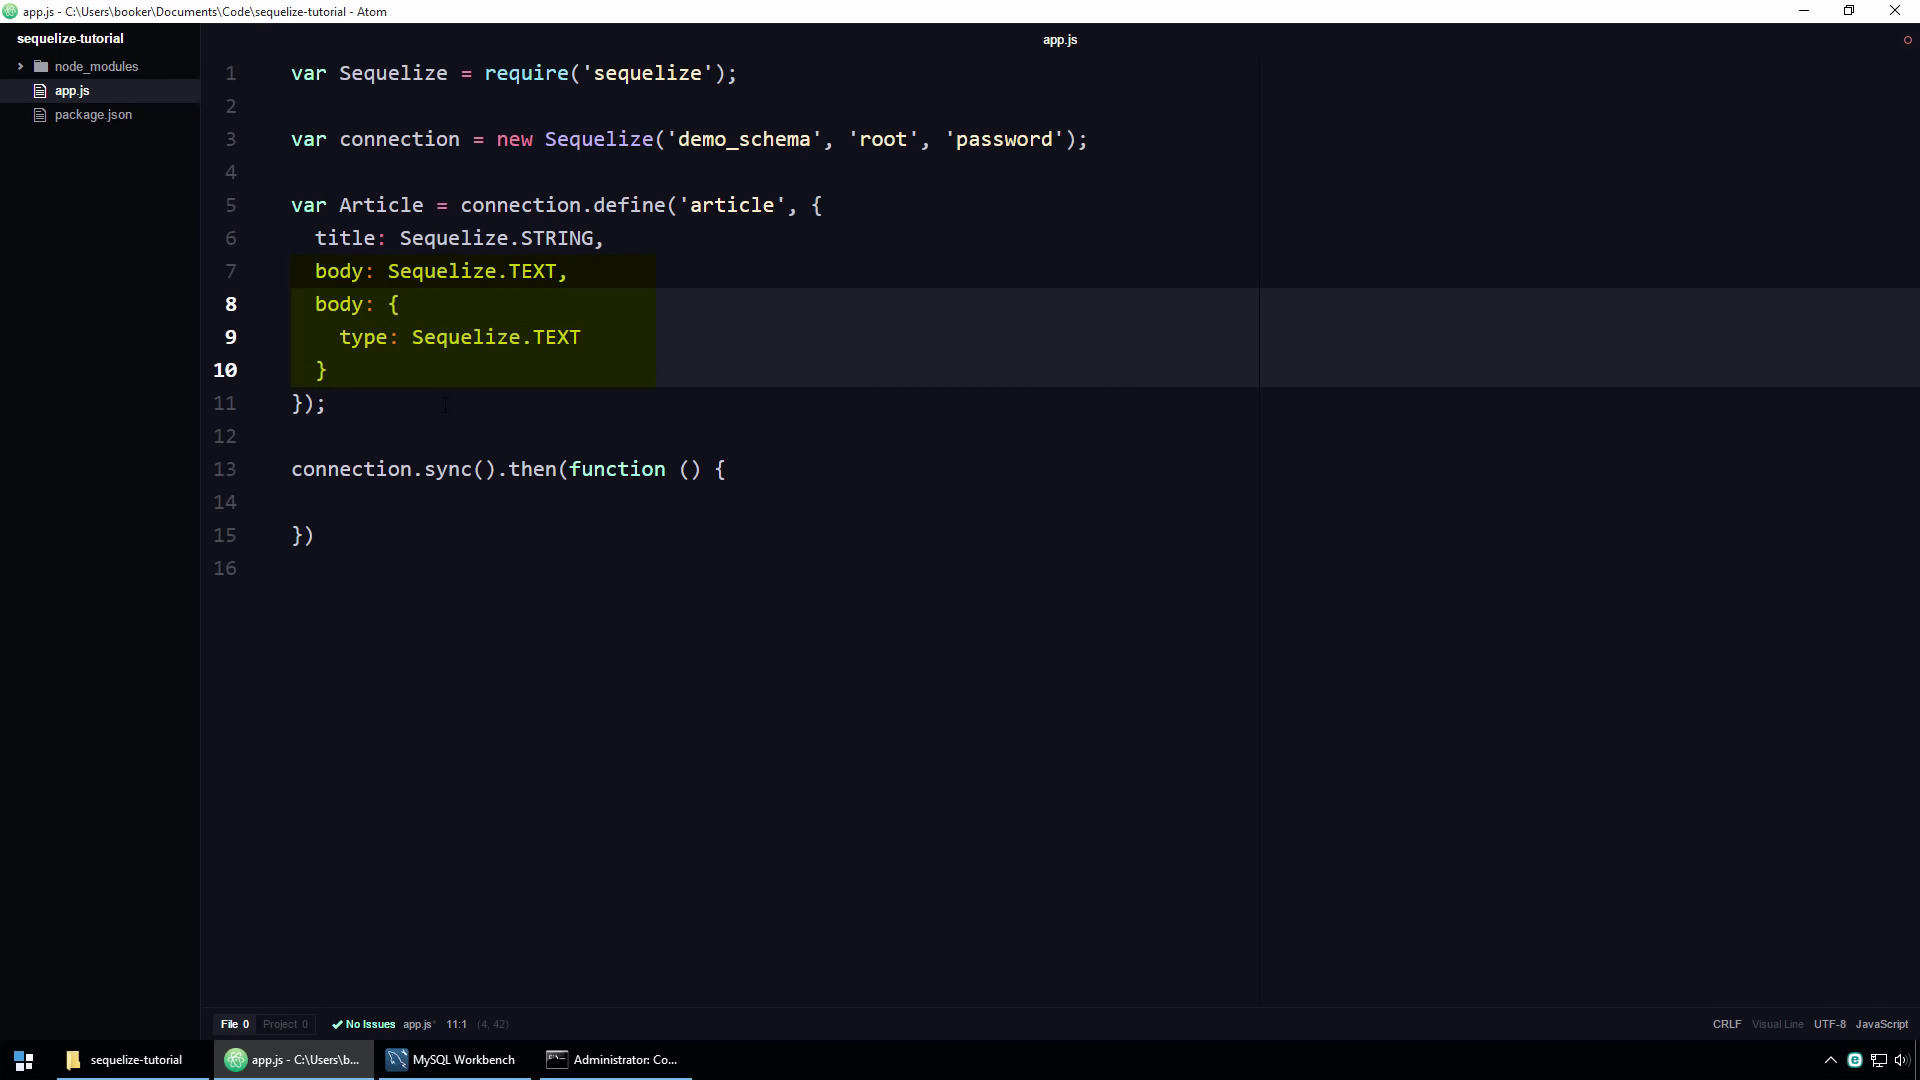 app.js - C:\Users\booker\Documents\Code\sequelize-tutorial - Atom
sequelize-tutorial
node_modules
app.js
package.json
app.js
1 var Sequelize = require('sequelize');
2
3 var connection = new Sequelize('demo_schema', 'root', 'password');
4
5 var Article = connection.define('article', {
6 title: Sequelize.STRING,
7 body: Sequelize.TEXT,
8 body: {
9 type: Sequelize.TEXT
10 }
11 });
12
13 connection.sync().then(function () {
14
15 })
16
File 0 Project 0 No Issues app.js* 11:1 (4, 42) CRLF Visual Line UTF-8 JavaScript
sequelize-tutorial app.js - C:\Users\b... MySQL Workbench Administrator: Co...